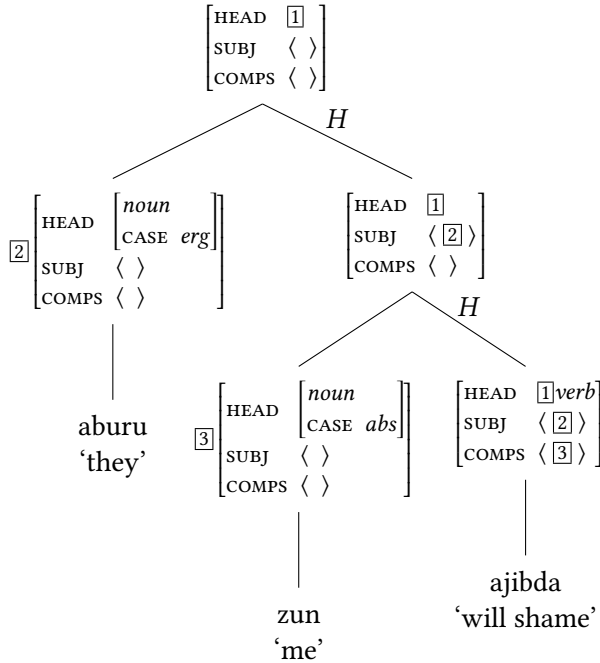 HEAD 1
SUBJ ⟨ ⟩
COMPS ⟨ ⟩
H
2
HEAD
noun
CASE erg
SUBJ ⟨ ⟩
COMPS ⟨ ⟩
HEAD 1
SUBJ ⟨ 2 ⟩
COMPS ⟨ ⟩
H
aburu
‘they’
3
HEAD
noun
CASE abs
SUBJ ⟨ ⟩
COMPS ⟨ ⟩
HEAD 1 verb
SUBJ ⟨ 2 ⟩
COMPS ⟨ 3 ⟩
zun
‘me’
ajibda
‘will shame’